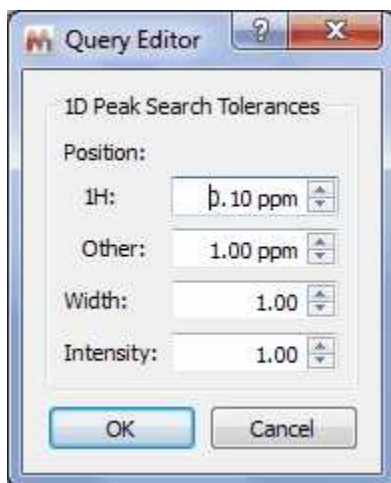 Query Editor ?
1D Peak Search Tolerances
Position:
1H: 0.10 ppm
Other: 1.00 ppm
Width: 1.00
Intensity: 1.00
OK Cancel